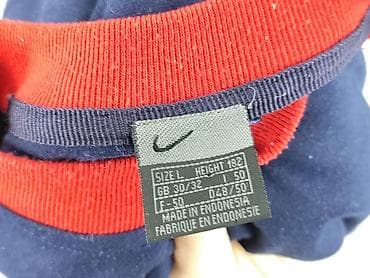 SIZE L HEIGHT 182
GB 30/32 I 50
E-50 D48/50
MADE IN INDONESIA
FABRIQUE EN INDONESIE